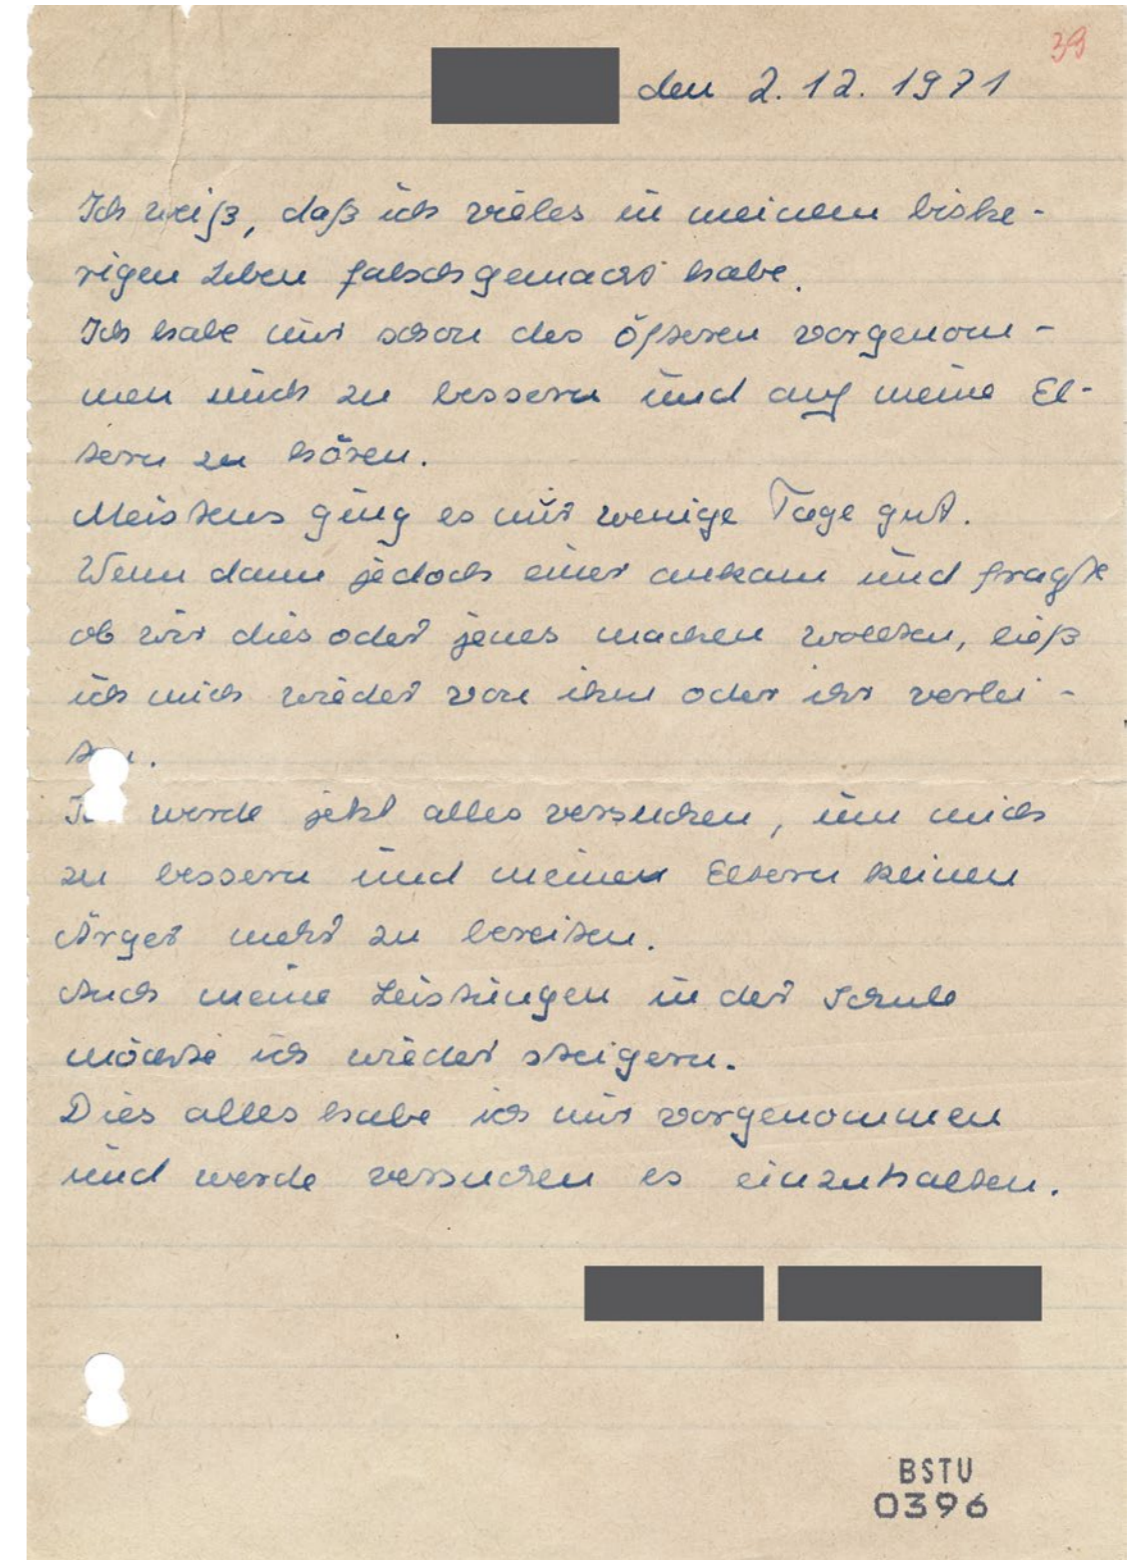 39
den 2.12.1971
Ich weiß, daß ich vieles in meinem bishe-
rigen Leben falsch gemacht habe.
Ich habe mir schon des öfteren vorgenom-
men mich zu bessern und auf meine El-
tern zu hören.
Meistens ging es nur wenige Tage gut.
Wenn dann jedoch einer ankam und fragte
ob wir dies oder jenes machen wollten, ließ
ich mich wieder von ihm oder ihr verlei-
ten.
Ich werde jetzt alles versuchen, um mich
zu bessern und meinen Eltern keinen
Ärger mehr zu bereiten.
Auch meine Leistungen in der Schule
möchte ich wieder steigern.
Dies alles habe ich mir vorgenommen
und werde versuchen es einzuhalten.
BSTU
0396